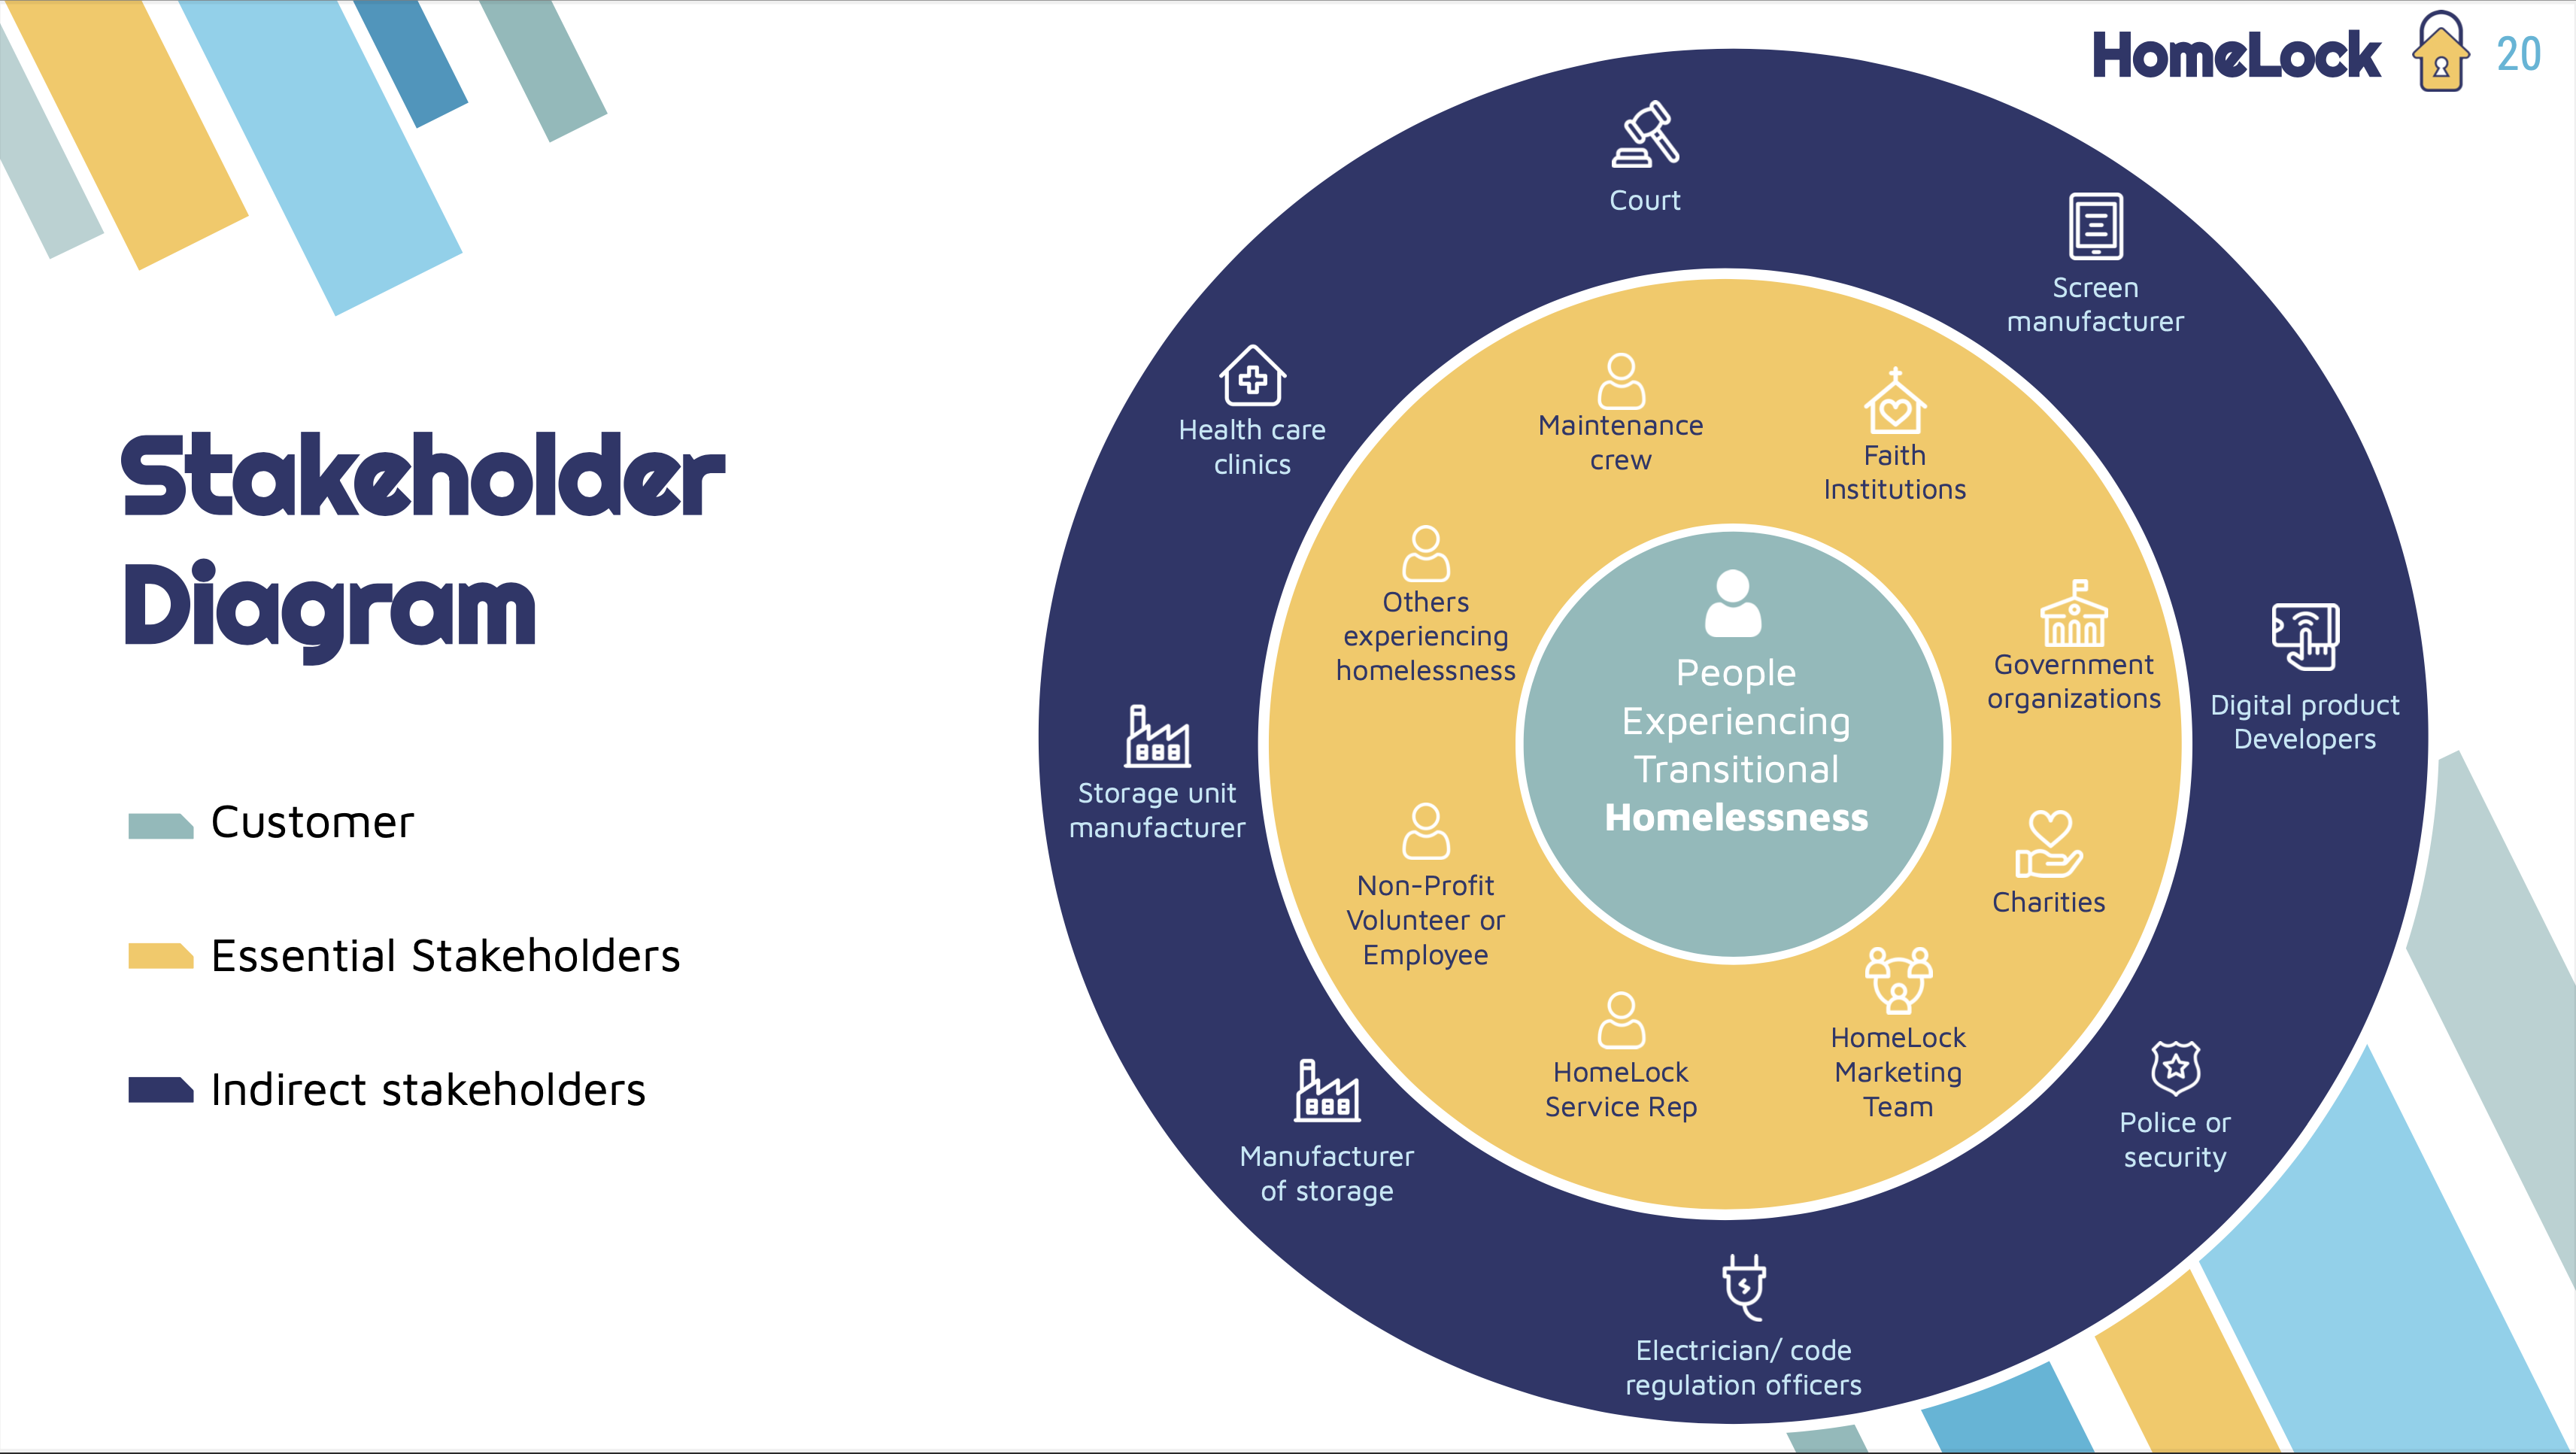 HomeLock
20
Stakeholder
Diagram
Customer
Essential Stakeholders
Indirect stakeholders
Court
Screen
manufacturer
Health care
clinics
Digital product
Developers
Storage unit
manufacturer
Police or
security
Manufacturer
of storage
Electrician/ code
regulation officers
Maintenance
crew
Faith
Institutions
Others
experiencing
homelessness
Government
organizations
Non-Profit
Volunteer or
Employee
Charities
HomeLock
Service Rep
HomeLock
Marketing
Team
People
Experiencing
Transitional
Homelessness